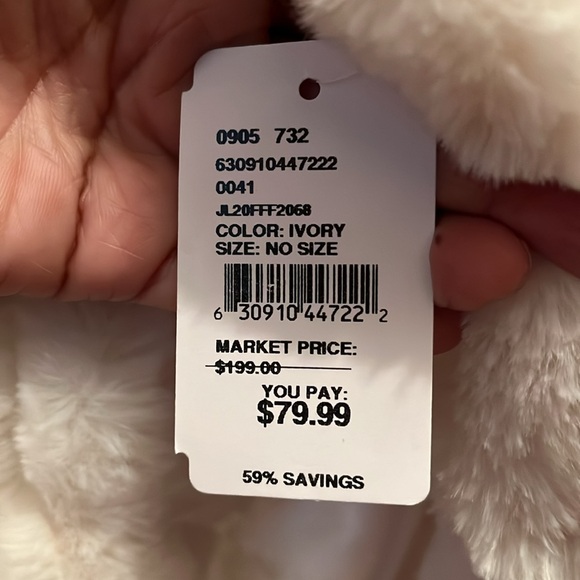 0905 732
630910447222
0041
JL20FFF2068
COLOR: IVORY
SIZE: NO SIZE
6 30910 44722 2
MARKET PRICE:
$199.00
YOU PAY:
$79.99
59% SAVINGS